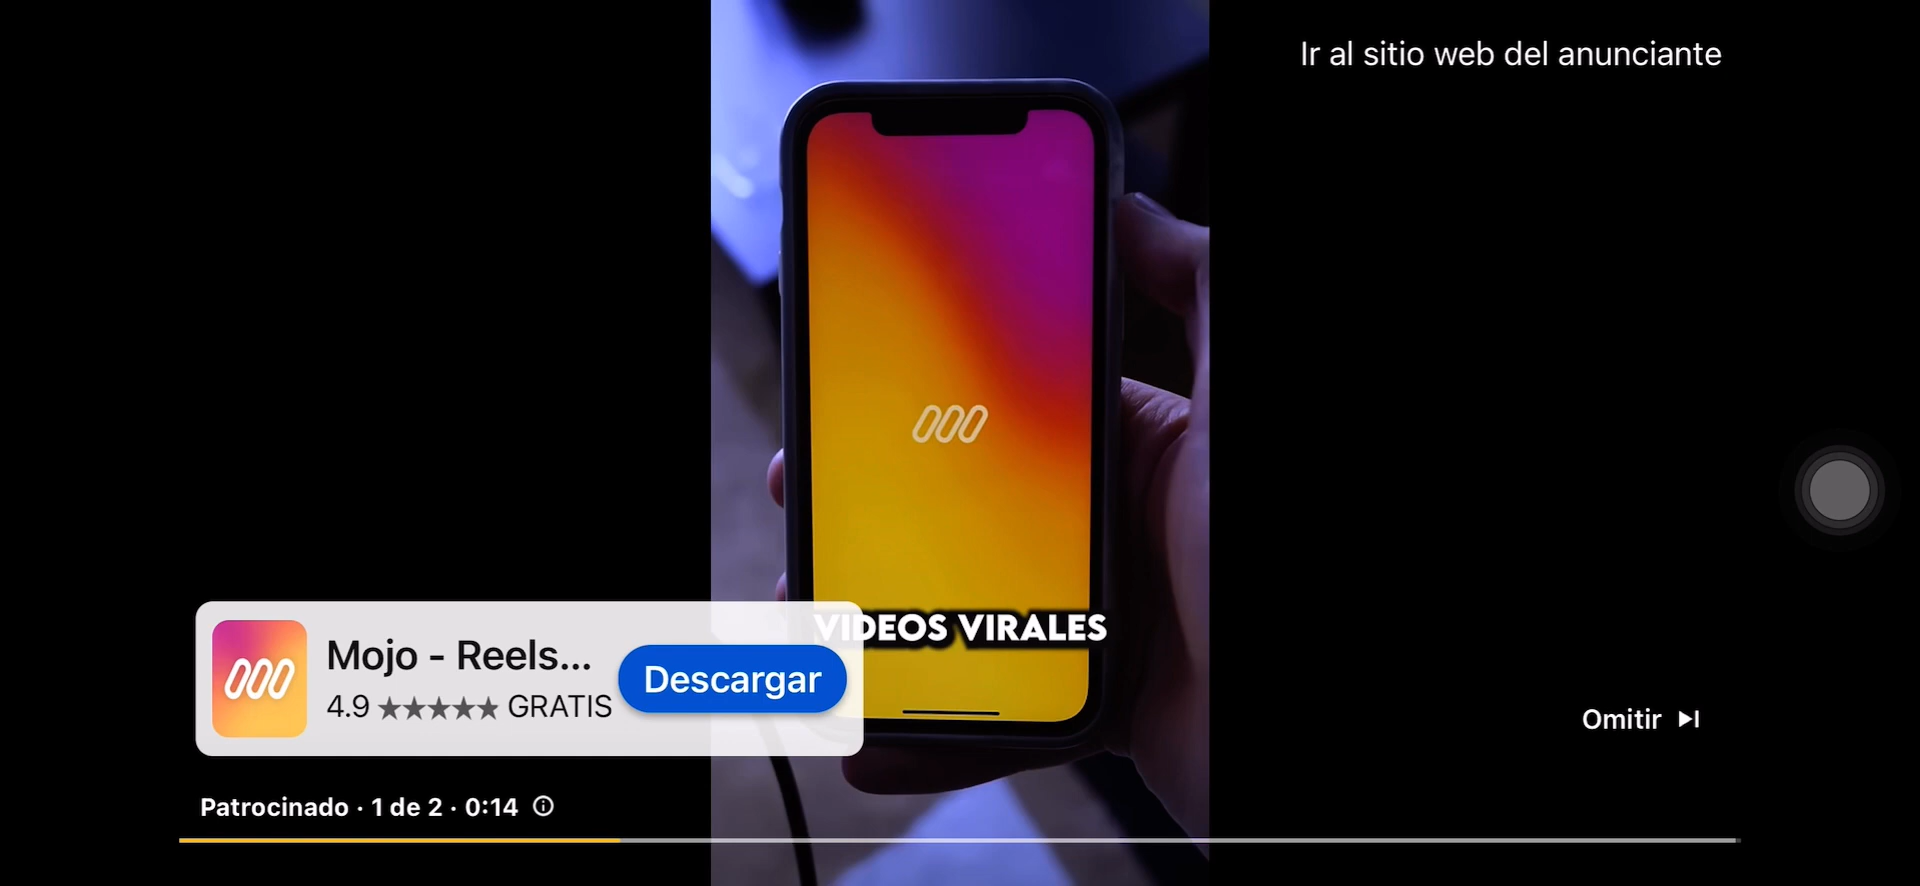 Ir al sitio web del anunciante
VIDEOS VIRALES
Mojo - Reels...
4.9 ★★★★★ GRATIS
Descargar
Omitir
Patrocinado · 1 de 2 · 0:14